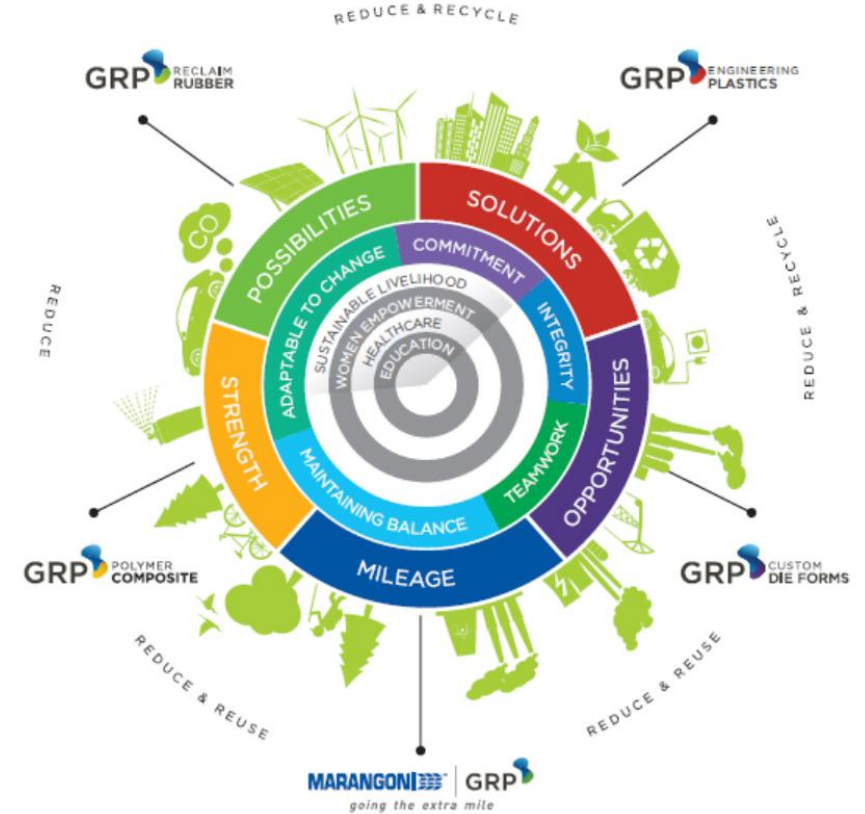 REDUCE & RECYCLE
GRP RECLAIM RUBBER
GRP ENGINEERING PLASTICS
POSSIBILITIES
SOLUTIONS
CO
ADAPTABLE TO CHANGE
COMMITMENT
SUSTAINABLE LIVELIHOOD
WOMEN EMPOWERMENT
HEALTHCARE
EDUCATION
INTEGRITY
REDUCE
REDUCE & RECYCLE
STRENGTH
OPPORTUNITIES
MAINTAINING BALANCE
TEAMWORK
MILEAGE
GRP POLYMER COMPOSITE
GRP CUSTOM DIE FORMS
REDUCE & REUSE
REDUCE & REUSE
MARANGONI GRP
going the extra mile